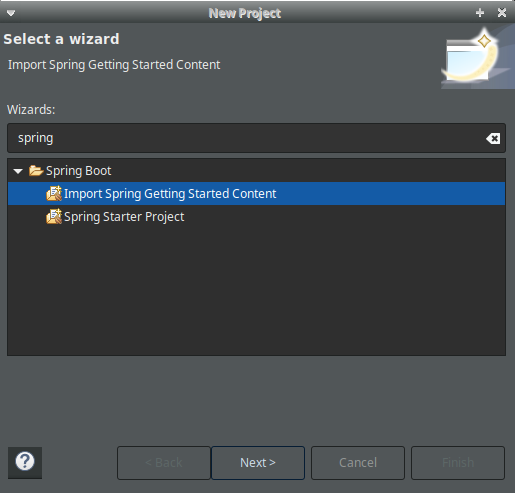 New Project
Select a wizard
Import Spring Getting Started Content
Wizards:
spring
Spring Boot
Import Spring Getting Started Content
Spring Starter Project
?
< Back
Next >
Cancel
Finish